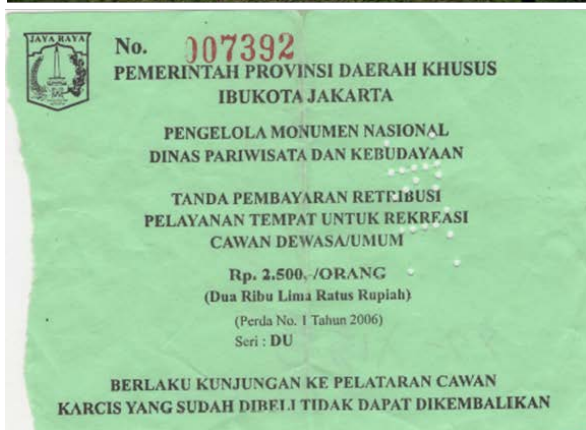 JAYA RAYA
No. 007392
PEMERINTAH PROVINSI DAERAH KHUSUS
IBUKOTA JAKARTA
PENGELOLA MONUMEN NASIONAL
DINAS PARIWISATA DAN KEBUDAYAAN
TANDA PEMBAYARAN RETRIBUSI
PELAYANAN TEMPAT UNTUK REKREASI
CAWAN DEWASA/UMUM
Rp. 2.500,-/ORANG
(Dua Ribu Lima Ratus Rupiah)
(Perda No. 1 Tahun 2006)
Seri : DU
BERLAKU KUNJUNGAN KE PELATARAN CAWAN
KARCIS YANG SUDAH DIBELI TIDAK DAPAT DIKEMBALIKAN